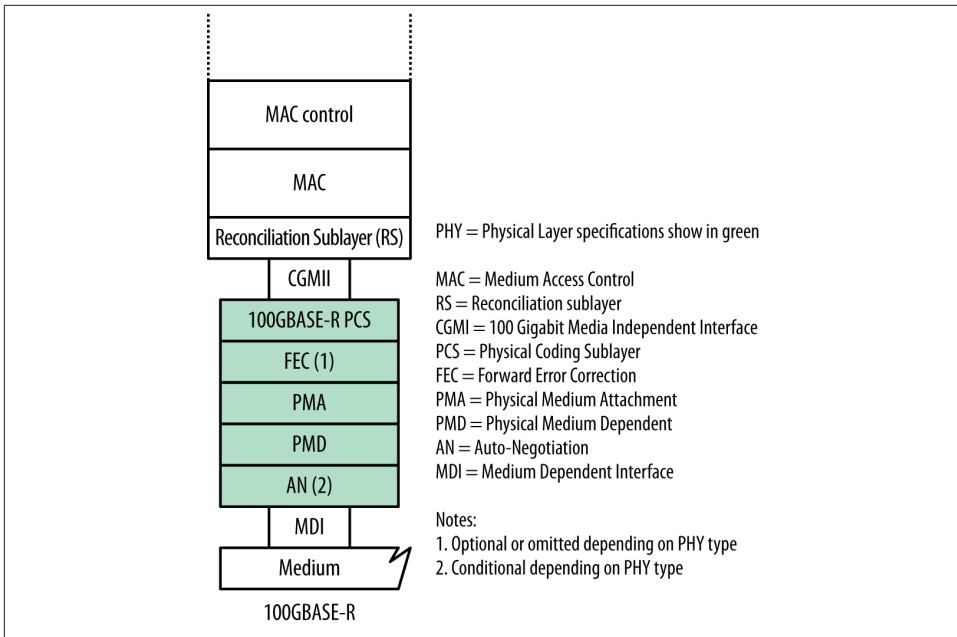 MAC control
MAC
Reconciliation Sublayer (RS)
CGMII
100GBASE-R PCS
FEC (1)
PMA
PMD
AN (2)
MDI
Medium
100GBASE-R
PHY = Physical Layer specifications show in green
MAC = Medium Access Control
RS = Reconciliation sublayer
CGMI = 100 Gigabit Media Independent Interface
PCS = Physical Coding Sublayer
FEC = Forward Error Correction
PMA = Physical Medium Attachment
PMD = Physical Medium Dependent
AN = Auto-Negotiation
MDI = Medium Dependent Interface
Notes:
1. Optional or omitted depending on PHY type
2. Conditional depending on PHY type